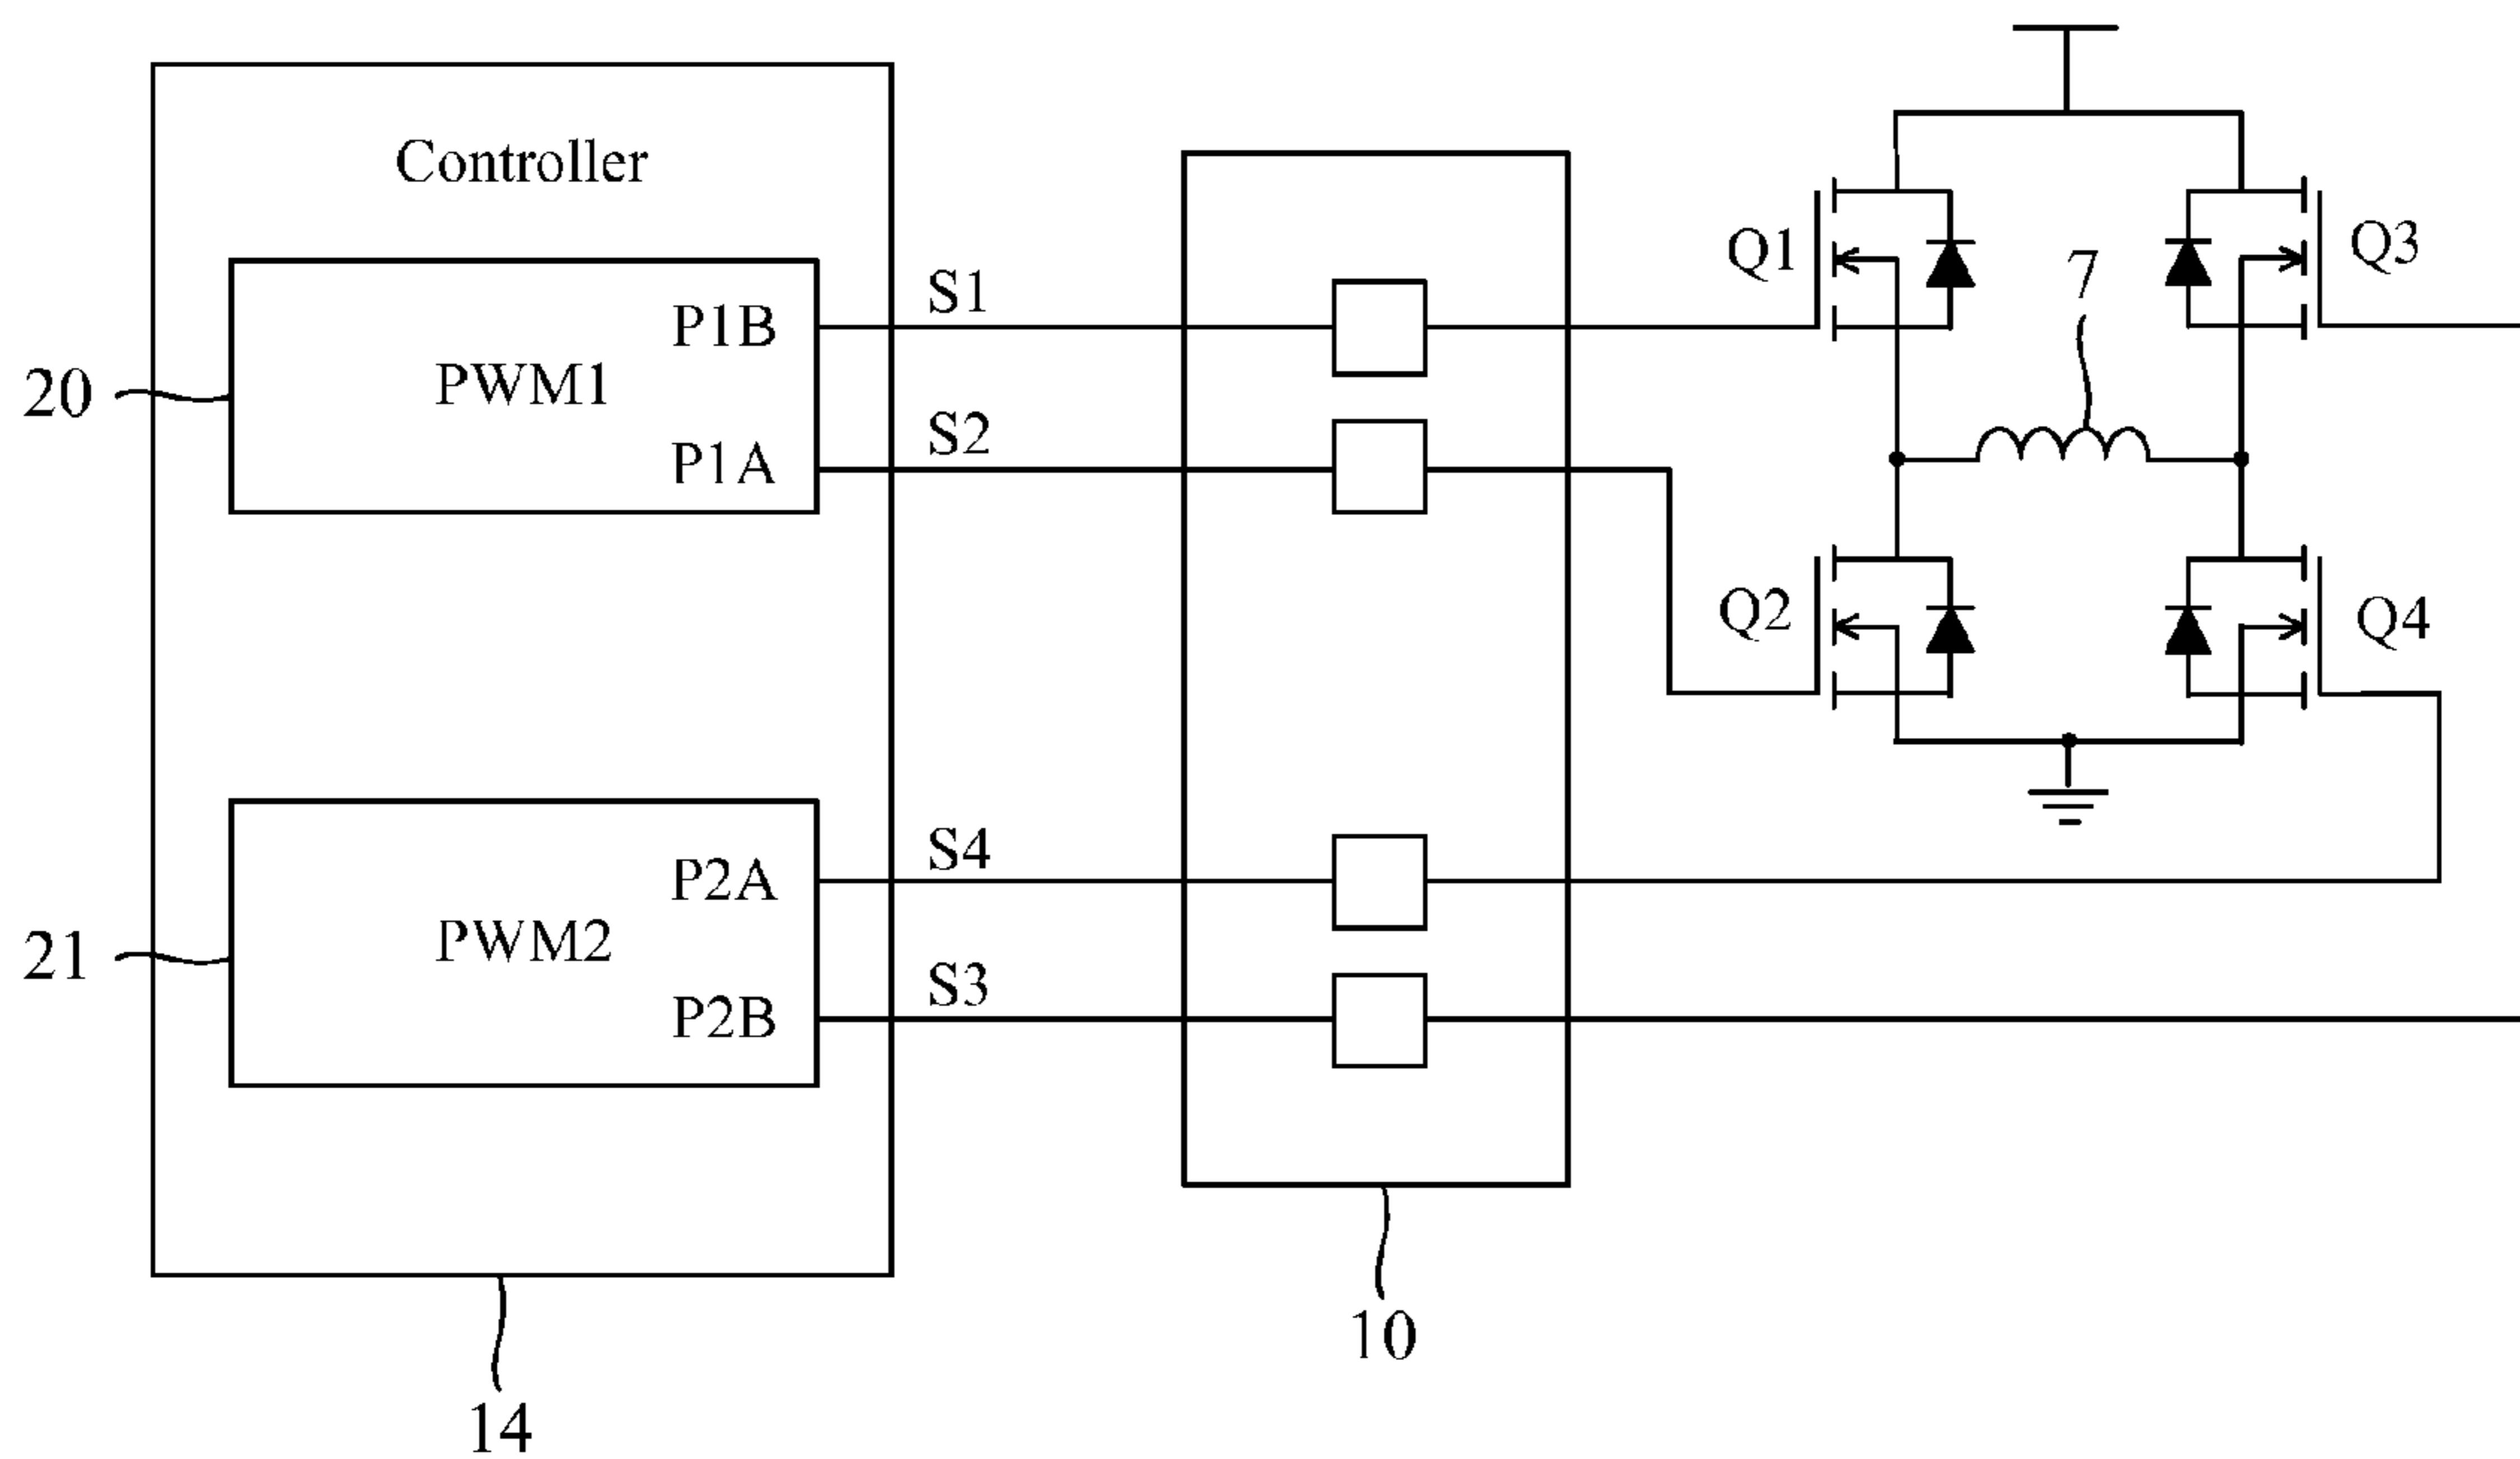 Controller
20
PWM1
P1B
P1A
S1
S2
21
PWM2
P2A
P2B
S4
S3
14
10
Q1
Q3
7
Q2
Q4